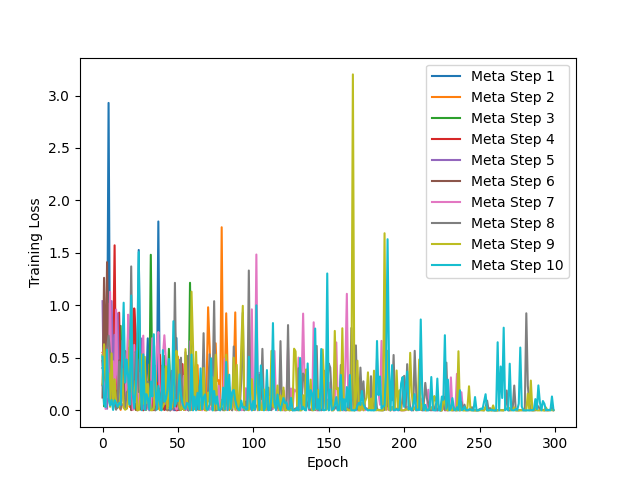 Meta Step 1
Meta Step 2
Meta Step 3
Meta Step 4
Meta Step 5
Meta Step 6
Meta Step 7
Meta Step 8
Meta Step 9
Meta Step 10
3.0
2.5
2.0
1.5
1.0
0.5
0.0
Training Loss
0 50 100 150 200 250 300
Epoch